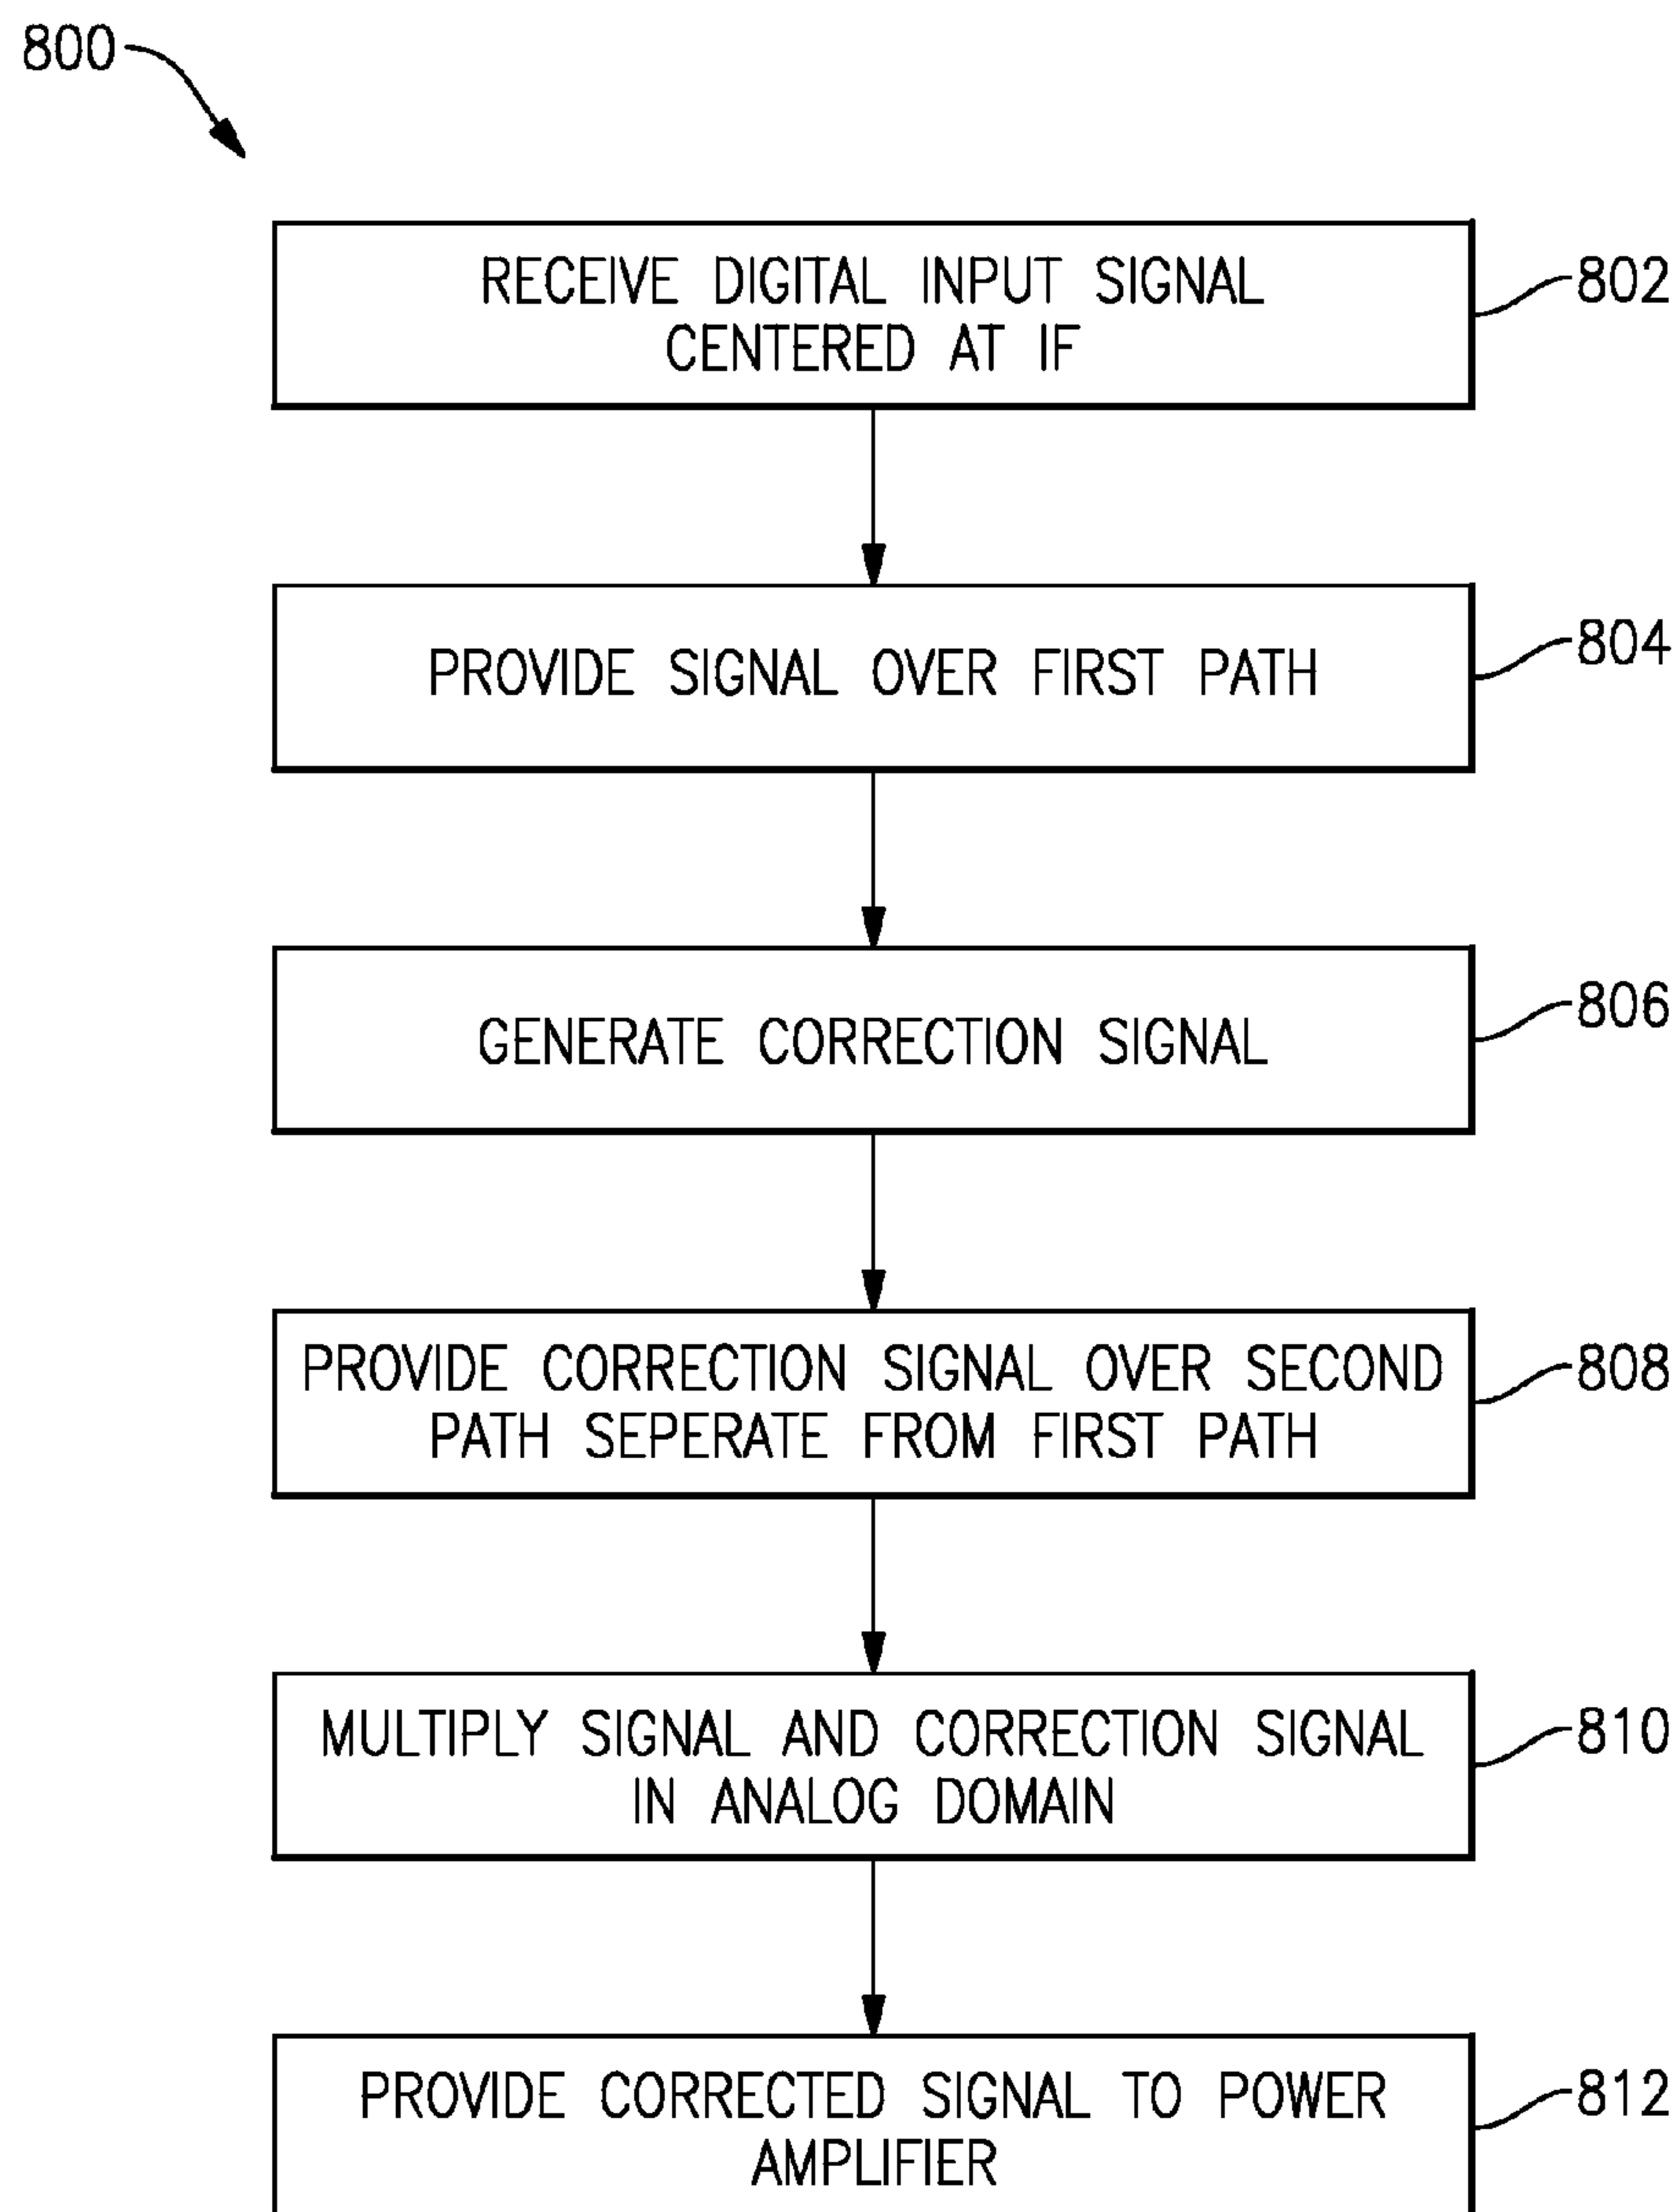 800
RECEIVE DIGITAL INPUT SIGNAL
CENTERED AT IF
802
PROVIDE SIGNAL OVER FIRST PATH
804
GENERATE CORRECTION SIGNAL
806
PROVIDE CORRECTION SIGNAL OVER SECOND
PATH SEPERATE FROM FIRST PATH
808
MULTIPLY SIGNAL AND CORRECTION SIGNAL
IN ANALOG DOMAIN
810
PROVIDE CORRECTED SIGNAL TO POWER
AMPLIFIER
812